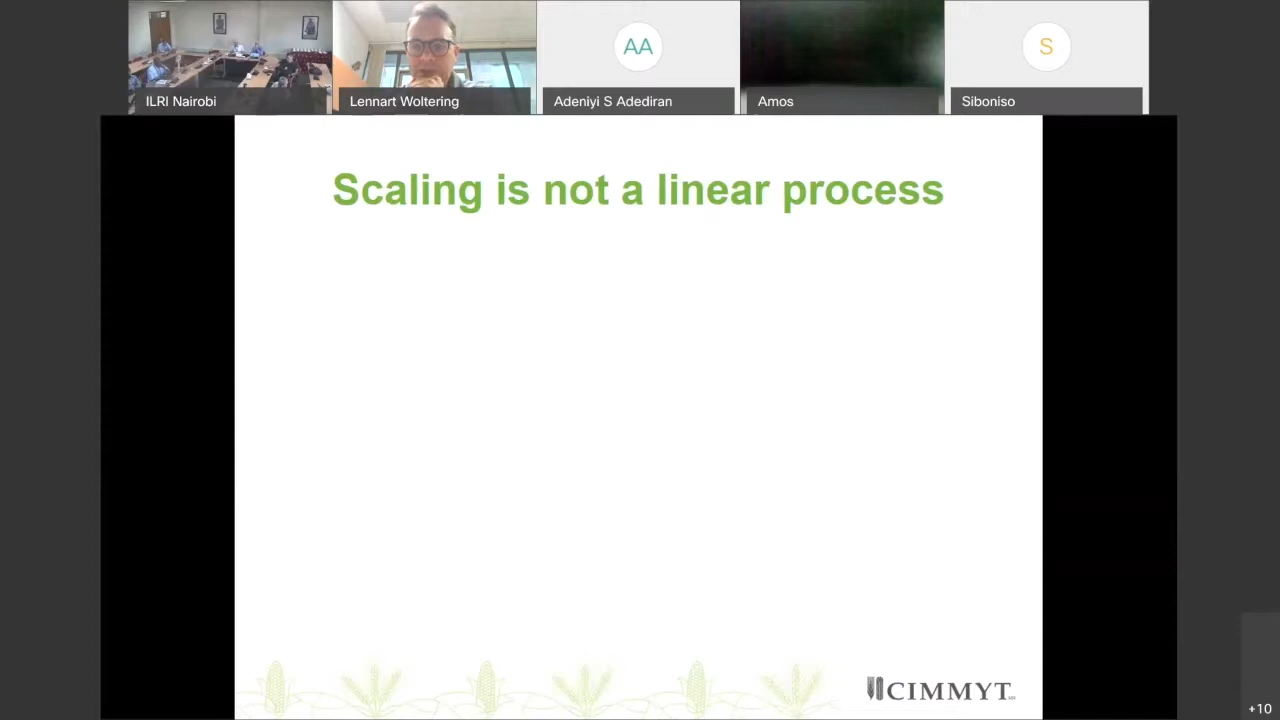 ILRI Nairobi
Lennart Woltering
AA
Adeniyi S Adediran
Amos
S
Siboniso
Scaling is not a linear process
CIMMYT
+10